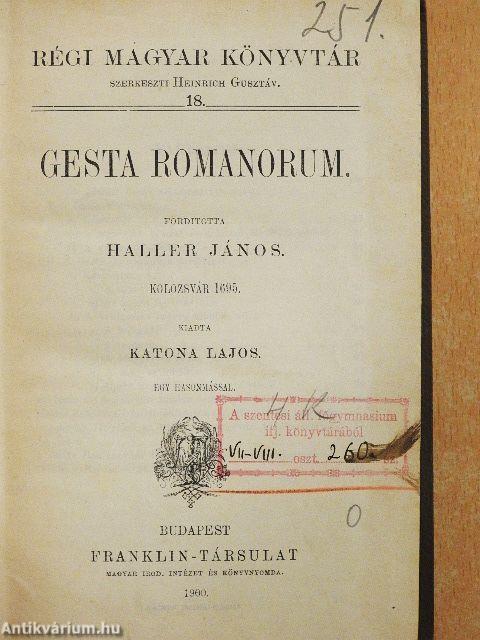 251.
RÉGI MAGYAR KÖNYVTÁR
SZERKESZTI HEINRICH GUSZTÁV.
18.
GESTA ROMANORUM.
FORDITOTTA
HALLER JÁNOS.
KOLOZSVÁR 1695.
KIADTA
KATONA LAJOS.
EGY HASONMÁSSAL.
H K
A szentesi áll. főgymnasium
ifj. könyvtárából
VII-VIII. oszt. 260.
0
BUDAPEST
FRANKLIN-TÁRSULAT
MAGYAR IROD. INTÉZET ÉS KÖNYVNYOMDA.
1900.
Antikvárium.hu